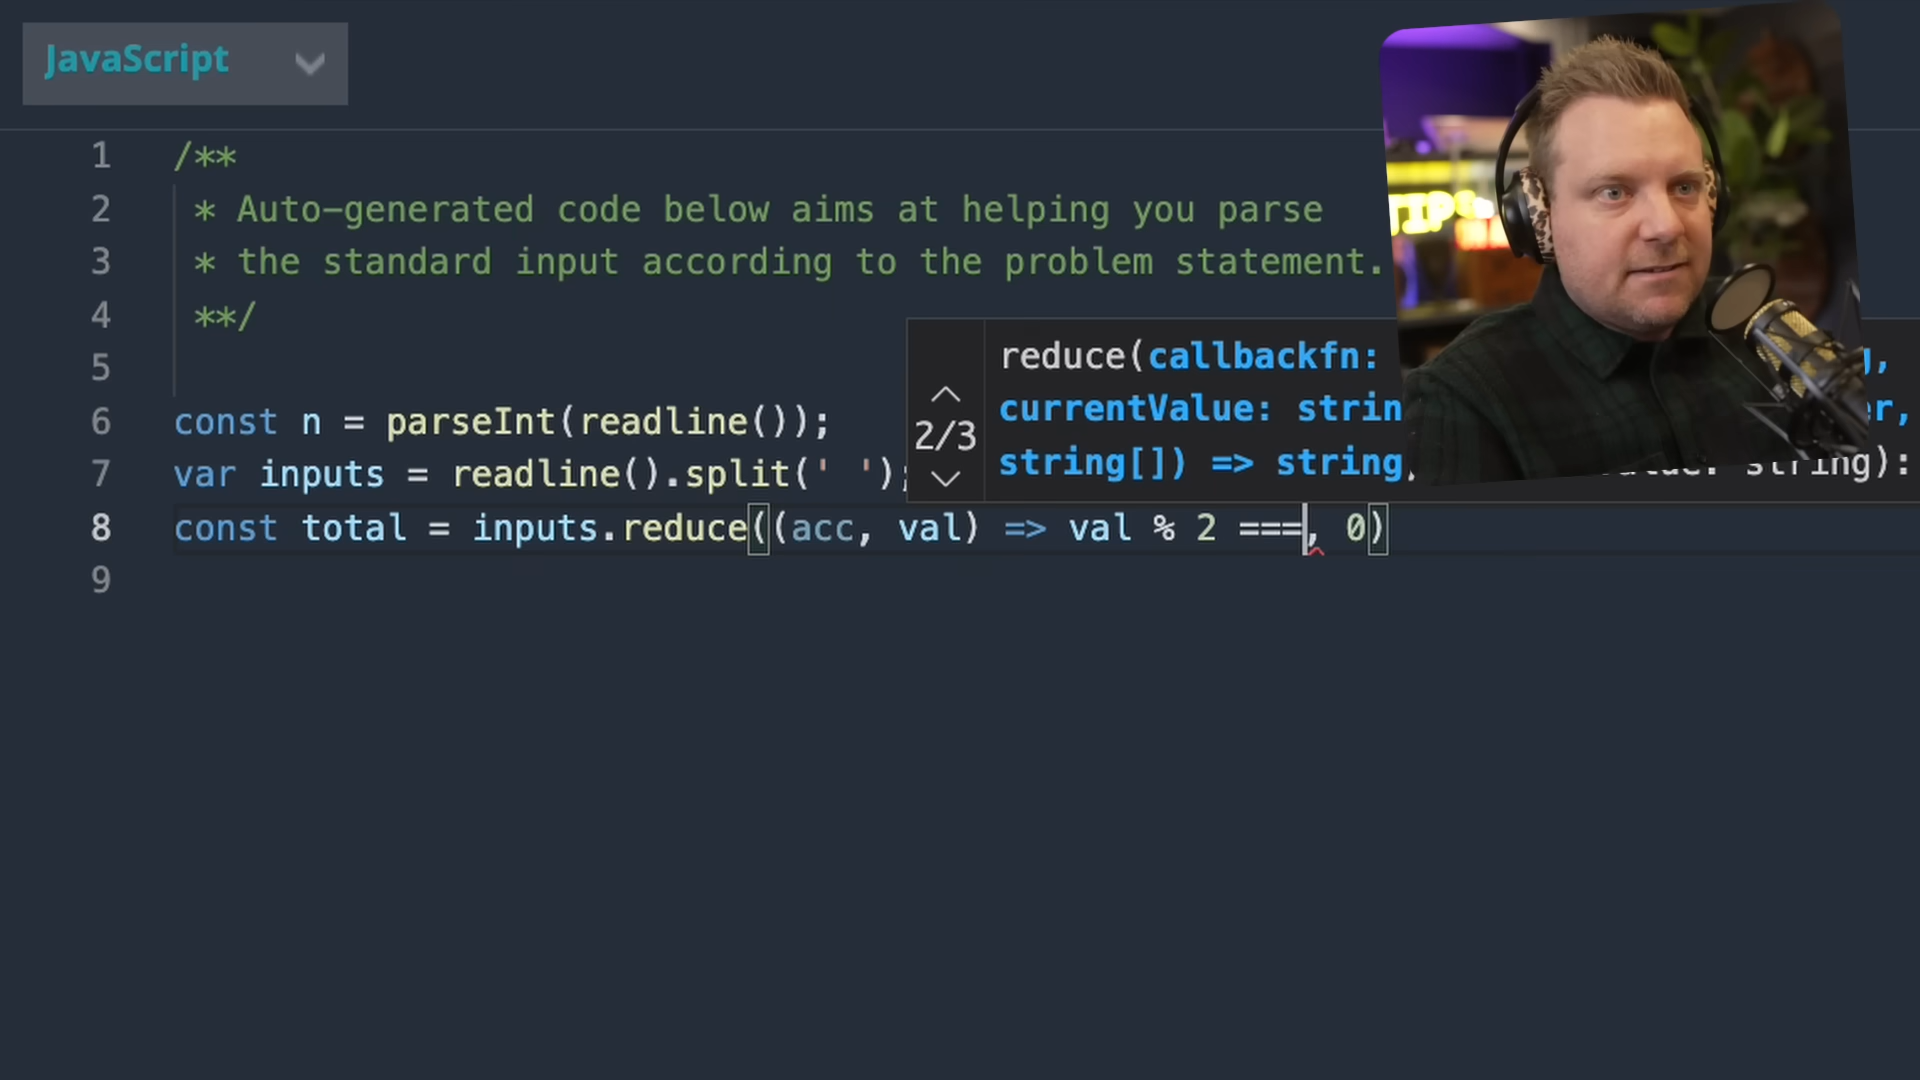 JavaScript
1 /**
2 * Auto-generated code below aims at helping you parse
3 * the standard input according to the problem statement.
4 **/
5
reduce(callbackfn:
currentValue: strin
string[]) => string, string):
2/3
6 const n = parseInt(readline());
7 var inputs = readline().split(' ');
8 const total = inputs.reduce((acc, val) => val % 2 ===, 0)
9